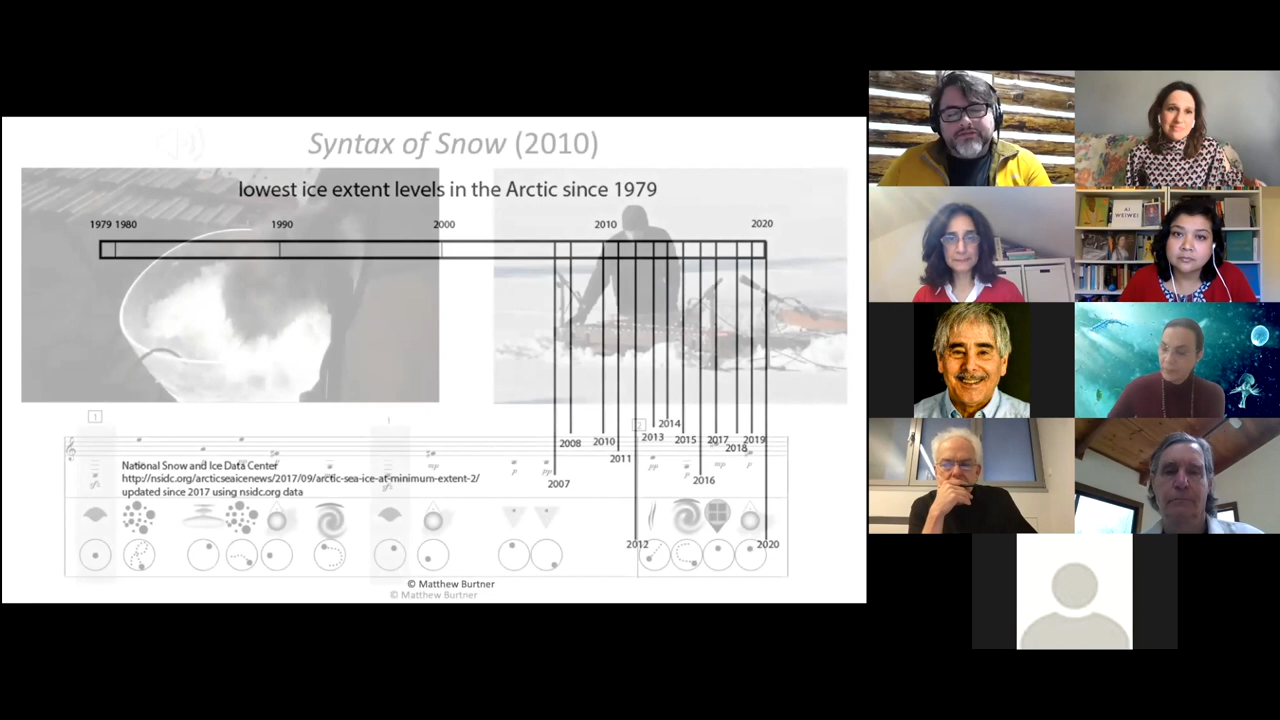 Syntax of Snow (2010)
lowest ice extent levels in the Arctic since 1979
1979 1980 1990 2000 2010 2020
2014
2008 2010 2013 2015 2017 2019
2018
2011
2016
2007
1
2
National Snow and Ice Data Center
http://nsidc.org/arcticseaicenews/2017/09/arctic-sea-ice-at-minimum-extent-2/
updated since 2017 using nsidc.org data
2012 2020
© Matthew Burtner
© Matthew Burtner
AI
WEIWEI